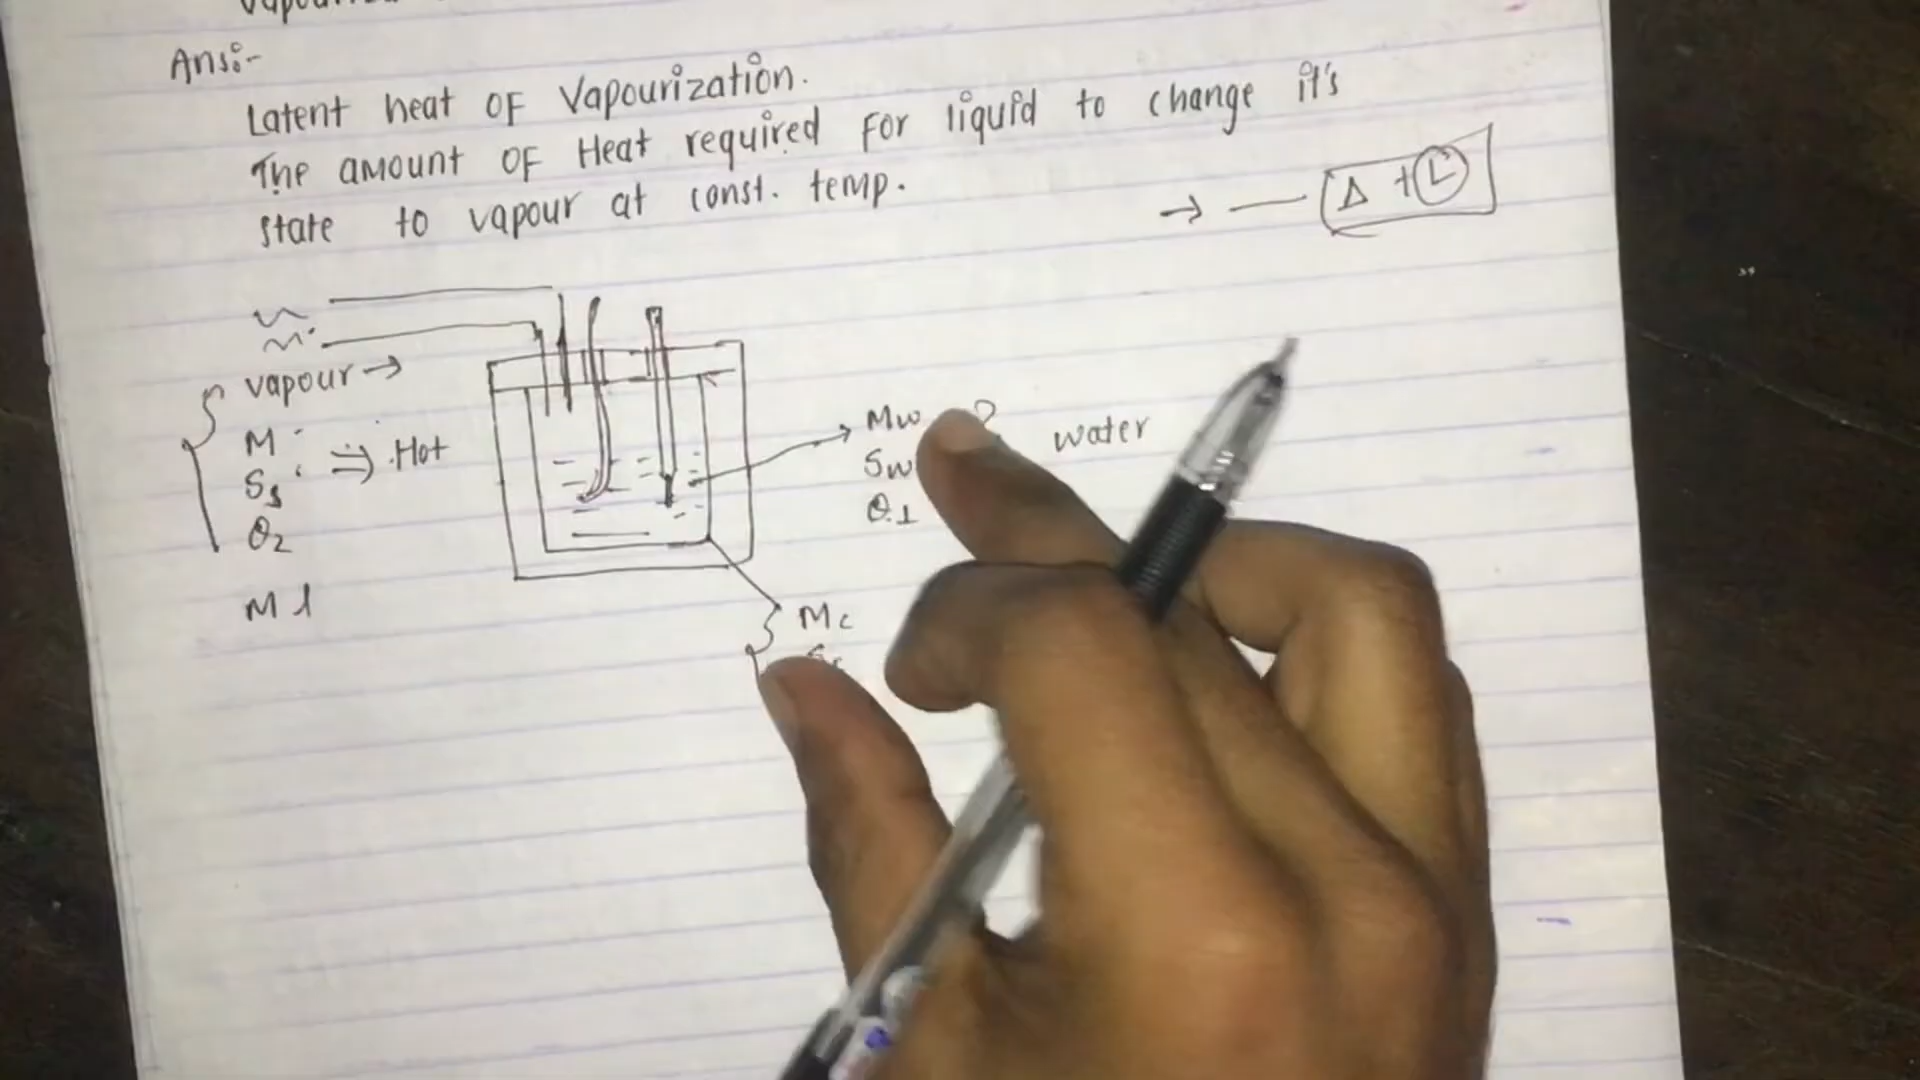 Ans:-
Latent heat OF Vapourization.
The amount OF Heat required For liquid to change it's
state to vapour at const. temp.
→ — Δ + L
vapour →
M
Ss ⇒ Hot
θ2
M l
Mw
Sw
θ1
water
Mc